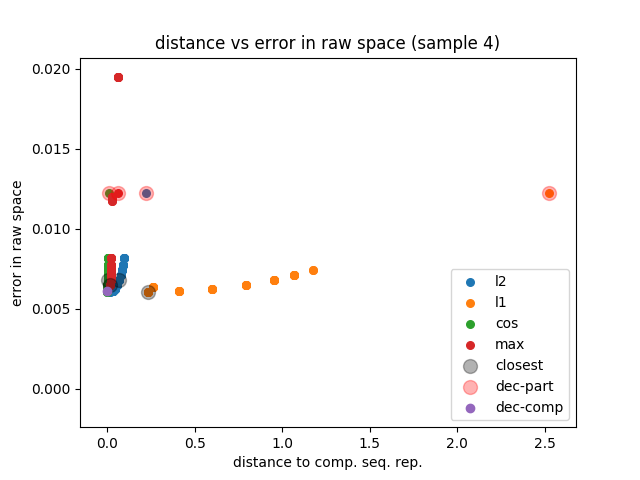 distance vs error in raw space (sample 4)
error in raw space
0.020
0.015
0.010
0.005
0.000
0.0
0.5
1.0
1.5
2.0
2.5
distance to comp. seq. rep.
l2
l1
cos
max
closest
dec-part
dec-comp